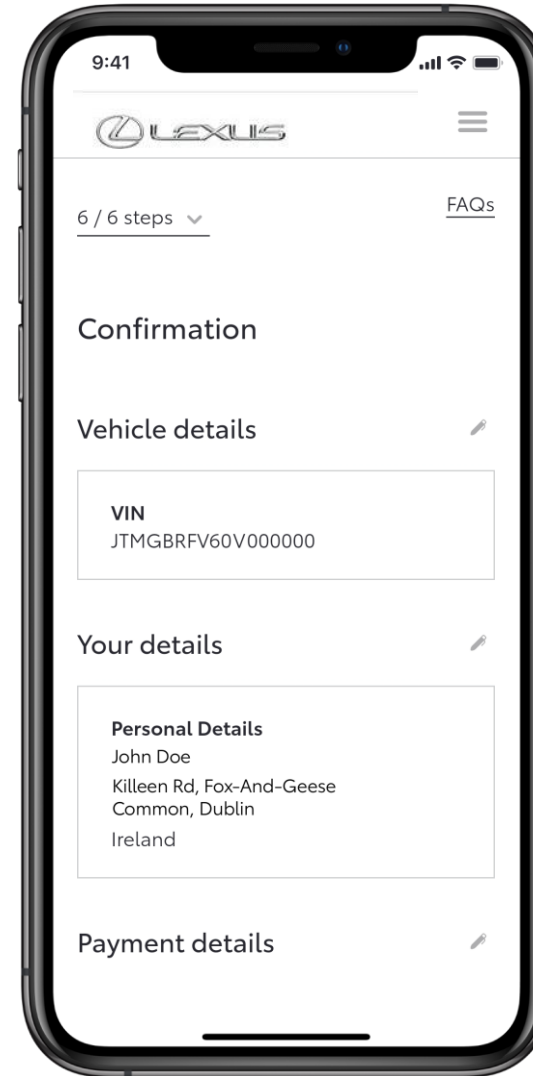 9:41
LEXUS
6 / 6 steps
FAQs
Confirmation
Vehicle details
VIN
JTMGBRFV60V000000
Your details
Personal Details
John Doe
Killeen Rd, Fox-And-Geese
Common, Dublin
Ireland
Payment details